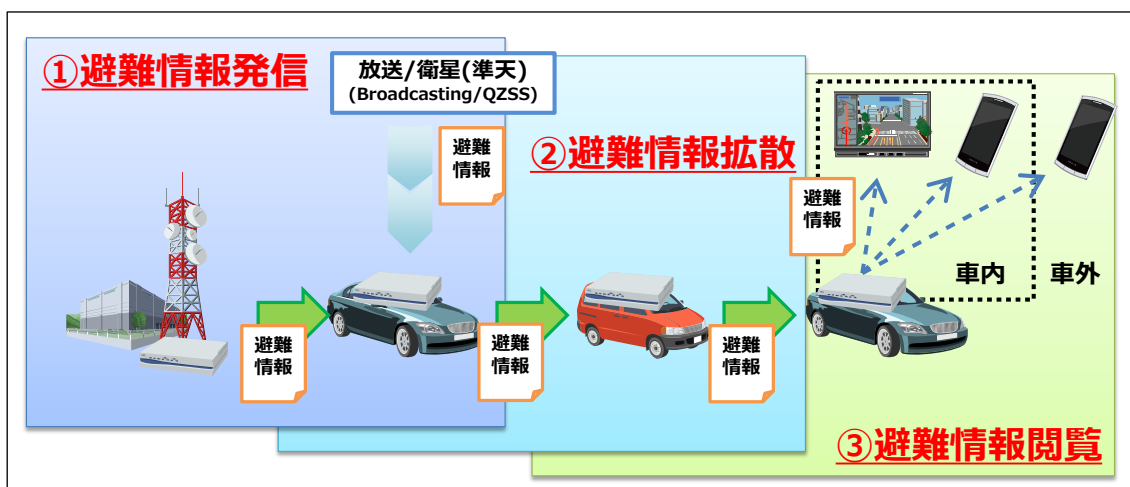 ①避難情報発信
放送/衛星(準天)
(Broadcasting/QZSS)
避難
情報
②避難情報拡散
避難
情報
車内
車外
避難
情報
避難
情報
避難
情報
③避難情報閲覧